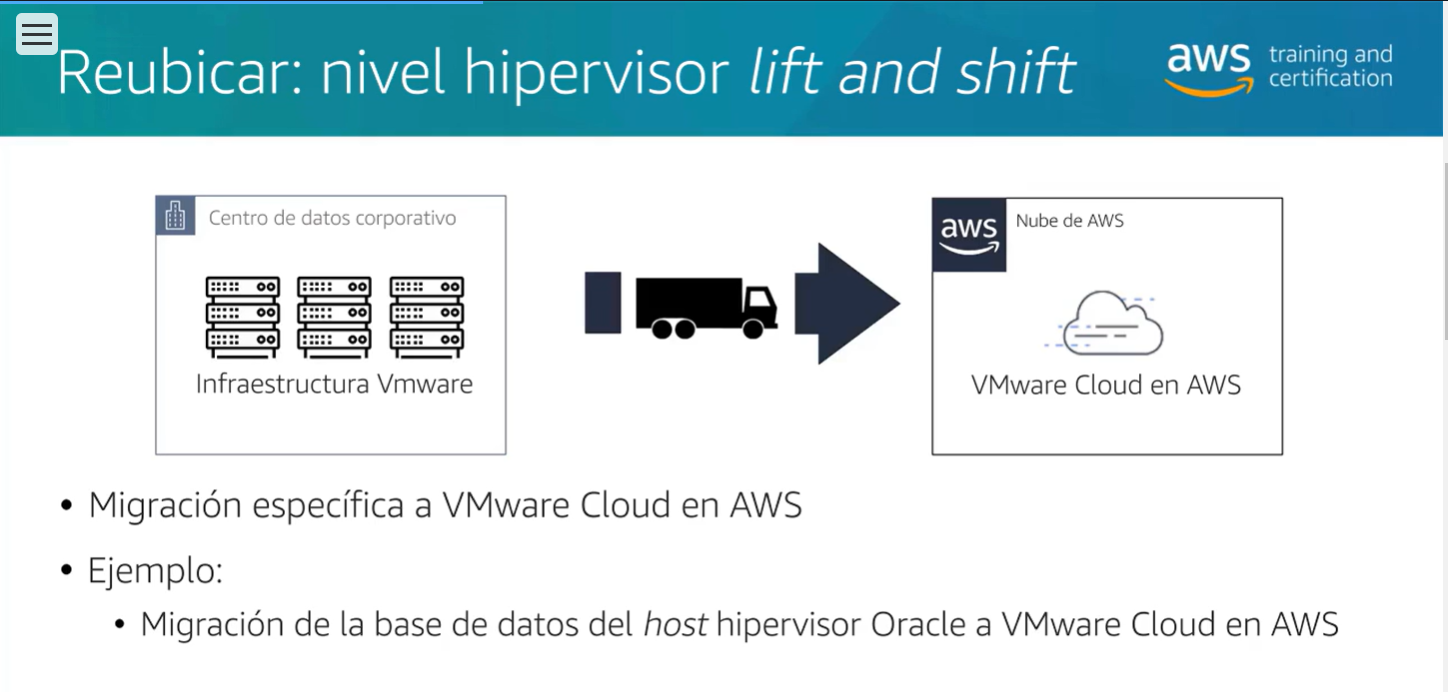 Reubicar: nivel hipervisor lift and shift
aws training and
certification
Centro de datos corporativo
Infraestructura Vmware
aws
Nube de AWS
VMware Cloud en AWS
• Migración específica a VMware Cloud en AWS
• Ejemplo:
• Migración de la base de datos del host hipervisor Oracle a VMware Cloud en AWS